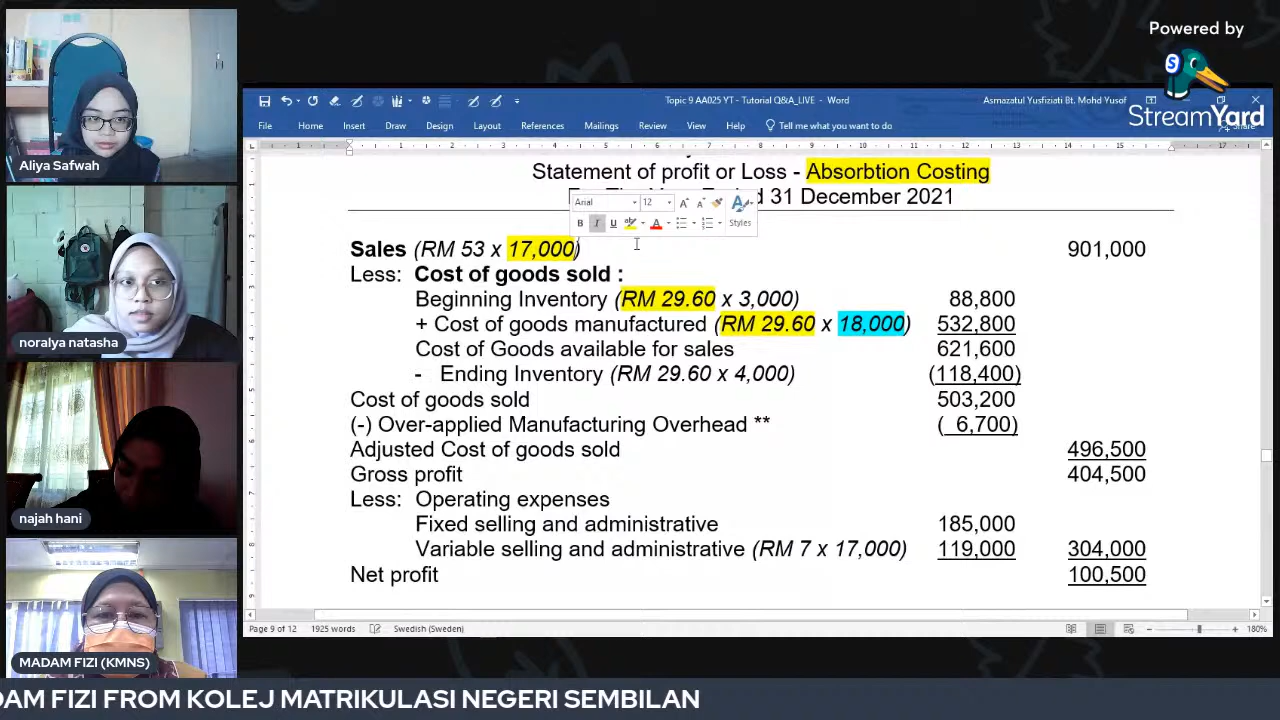 Powered by
StreamYard
Aliya Safwah
noralya natasha
najah hani
MADAM FIZI (KMNS)
Topic 9 AA025 YT - Tutorial Q&A_LIVE - Word
Asmazatul Yusfiziati Bt. Mohd Yusof
File Home Insert Draw Design Layout References Mailings Review View Help Tell me what you want to do
Statement of profit or Loss - Absorbtion Costing
31 December 2021
Arial 12
B I U Styles
Sales (RM 53 x 17,000) 901,000
Less: Cost of goods sold :
Beginning Inventory (RM 29.60 x 3,000) 88,800
+ Cost of goods manufactured (RM 29.60 x 18,000) 532,800
Cost of Goods available for sales 621,600
- Ending Inventory (RM 29.60 x 4,000) (118,400)
Cost of goods sold 503,200
(-) Over-applied Manufacturing Overhead ** ( 6,700)
Adjusted Cost of goods sold 496,500
Gross profit 404,500
Less: Operating expenses
Fixed selling and administrative 185,000
Variable selling and administrative (RM 7 x 17,000) 119,000 304,000
Net profit 100,500
Page 9 of 12 1925 words Swedish (Sweden) 180%
DAM FIZI FROM KOLEJ MATRIKULASI NEGERI SEMBILAN